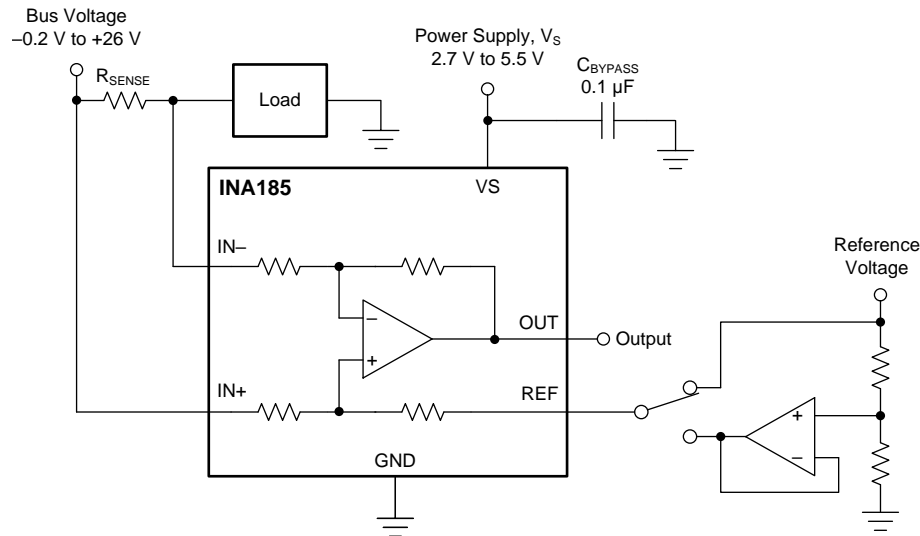 Bus Voltage
–0.2 V to +26 V
RSENSE
Load
Power Supply, VS
2.7 V to 5.5 V
CBYPASS
0.1 µF
INA185
VS
IN–
OUT
Output
IN+
REF
GND
Reference
Voltage
–
+
+
–